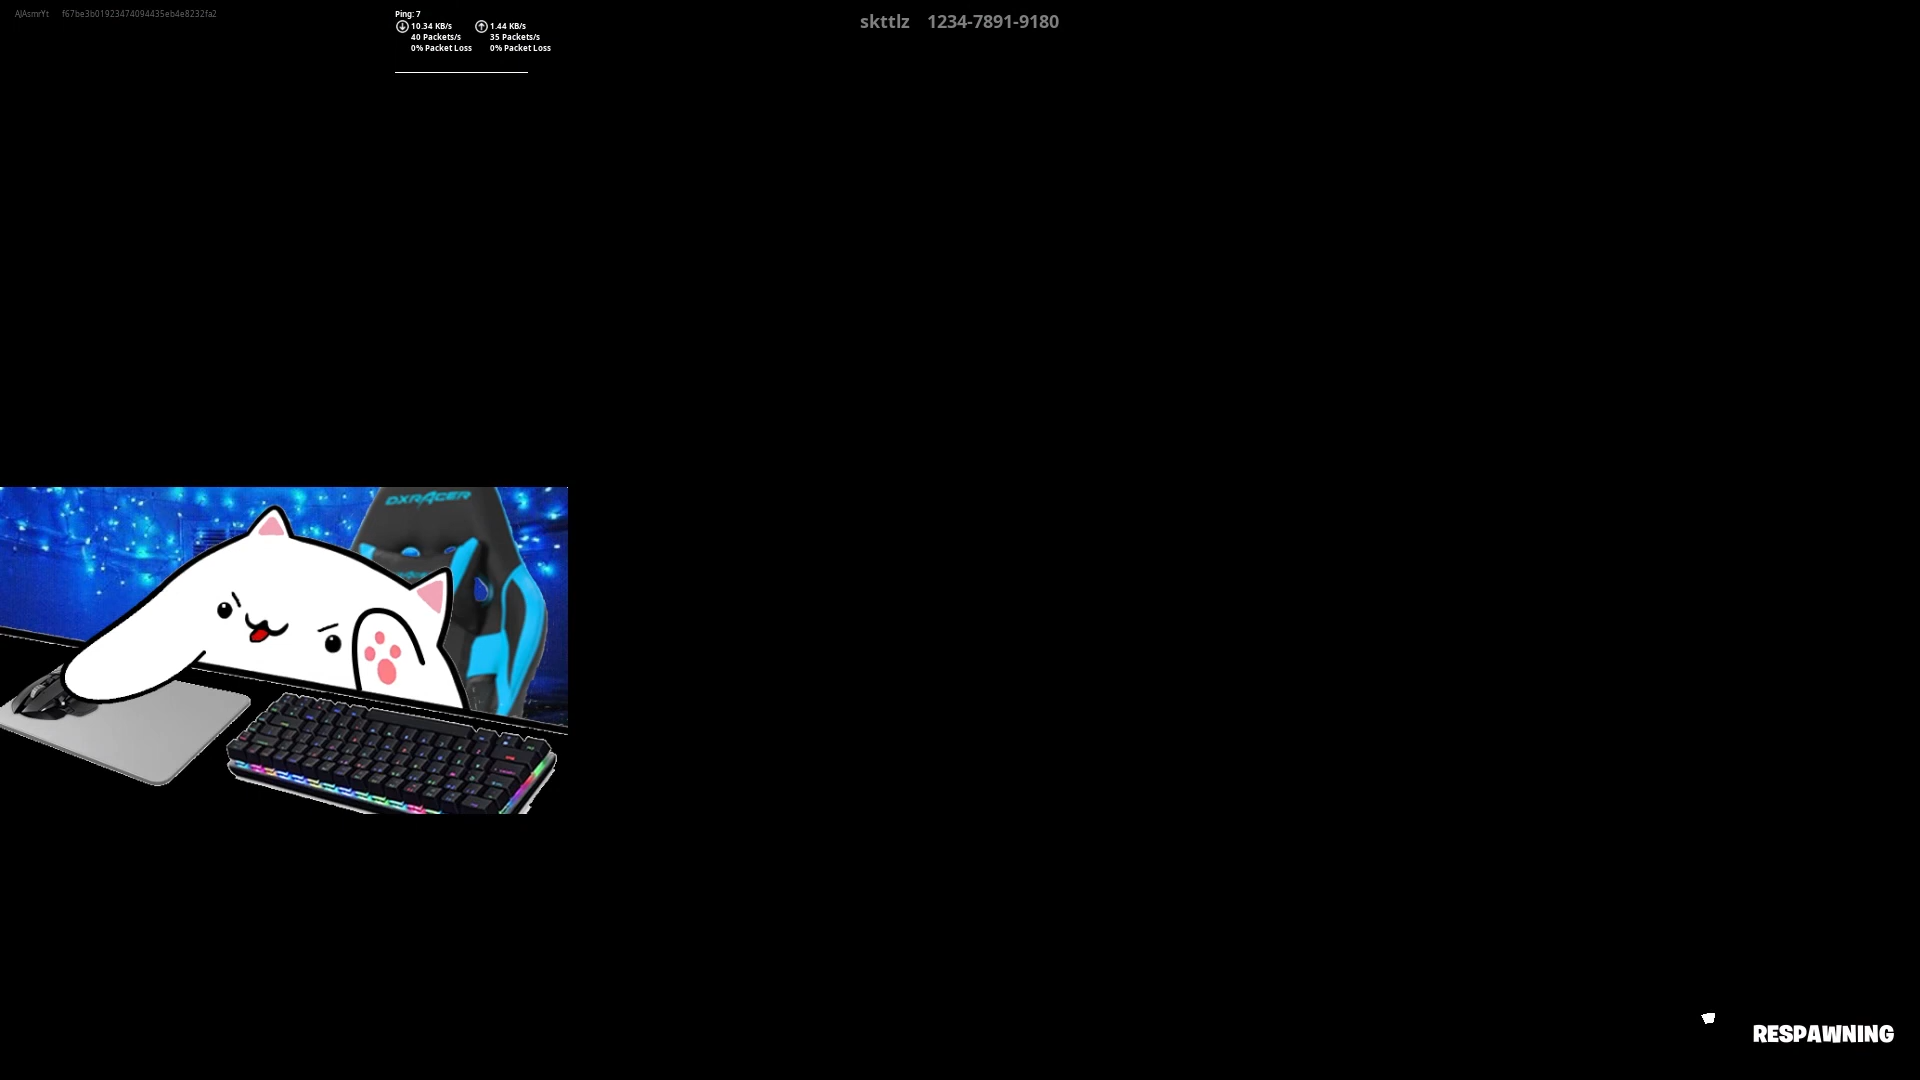 AJAsmrYt f67be3b01923474094435eb4e8232fa2
Ping: 7
10.34 KB/s 1.44 KB/s
40 Packets/s 35 Packets/s
0% Packet Loss 0% Packet Loss
skttlz 1234-7891-9180
DXRACER
RESPAWNING